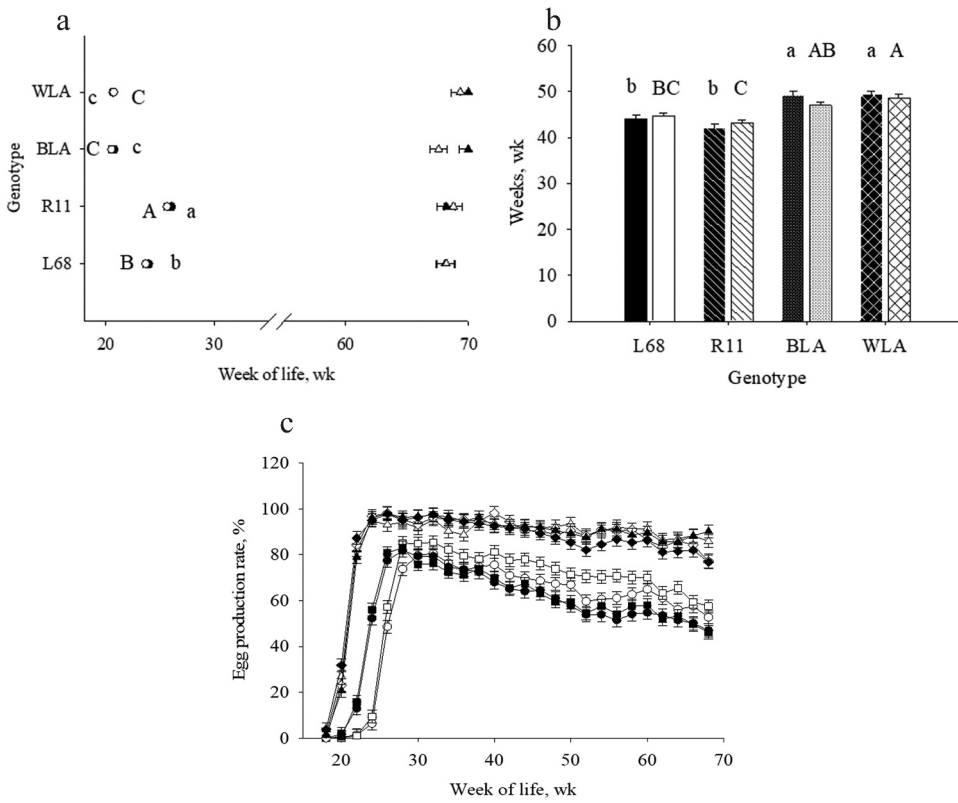 a
Genotype
WLA
c C
BLA
C c
R11
A a
L68
B b
20 30 60 70
Week of life, wk
b
Weeks, wk
60
50
40
30
20
10
0
b BC b C a AB a A
L68 R11 BLA WLA
Genotype
c
Egg production rate, %
120
100
80
60
40
20
0
20 30 40 50 60 70
Week of life, wk